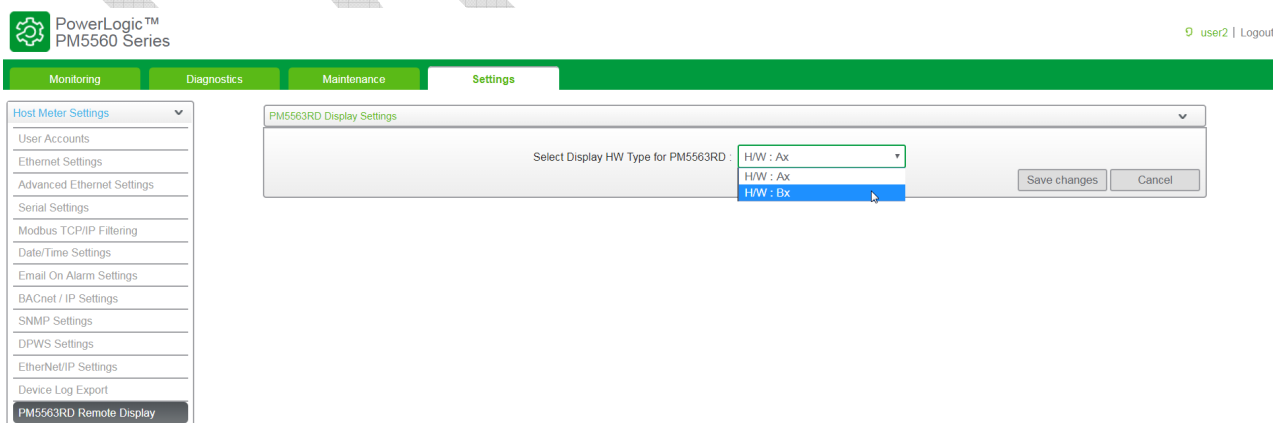 PowerLogic™
PM5560 Series
user2 | Logout
Monitoring Diagnostics Maintenance Settings
Host Meter Settings
User Accounts
Ethernet Settings
Advanced Ethernet Settings
Serial Settings
Modbus TCP/IP Filtering
Date/Time Settings
Email On Alarm Settings
BACnet / IP Settings
SNMP Settings
DPWS Settings
EtherNet/IP Settings
Device Log Export
PM5563RD Remote Display
PM5563RD Display Settings
Select Display HW Type for PM5563RD : H/W : Ax
H/W : Ax
H/W : Bx
Save changes Cancel